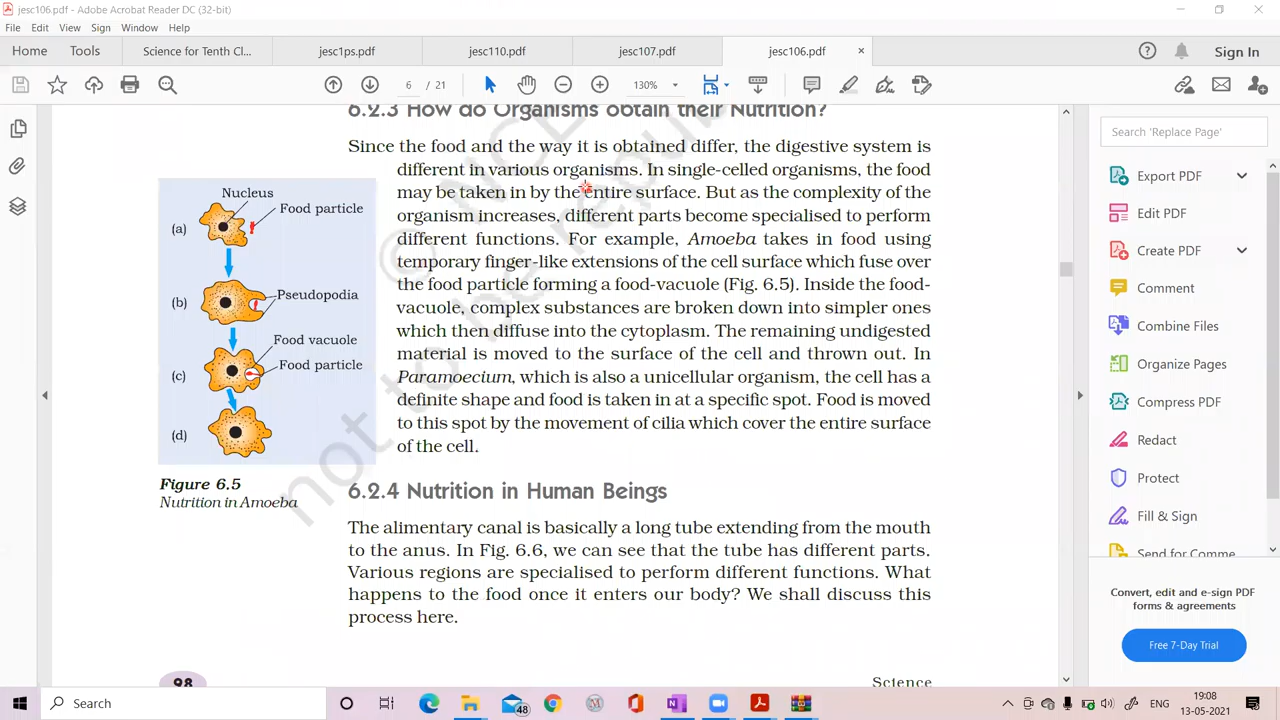 jesc106.pdf - Adobe Acrobat Reader DC (32-bit)
File Edit View Sign Window Help
Home Tools Science for Tenth Cl... jesc1ps.pdf jesc110.pdf jesc107.pdf jesc106.pdf × Sign In
6 / 21 130%
6.2.3 How do Organisms obtain their Nutrition?
Since the food and the way it is obtained differ, the digestive system is
different in various organisms. In single-celled organisms, the food
may be taken in by the entire surface. But as the complexity of the
organism increases, different parts become specialised to perform
different functions. For example, Amoeba takes in food using
temporary finger-like extensions of the cell surface which fuse over
the food particle forming a food-vacuole (Fig. 6.5). Inside the food-
vacuole, complex substances are broken down into simpler ones
which then diffuse into the cytoplasm. The remaining undigested
material is moved to the surface of the cell and thrown out. In
Paramoecium, which is also a unicellular organism, the cell has a
definite shape and food is taken in at a specific spot. Food is moved
to this spot by the movement of cilia which cover the entire surface
of the cell.
Nucleus
Food particle
(a)
(b)
Pseudopodia
Food vacuole
Food particle
(c)
(d)
Figure 6.5
Nutrition in Amoeba
6.2.4 Nutrition in Human Beings
The alimentary canal is basically a long tube extending from the mouth
to the anus. In Fig. 6.6, we can see that the tube has different parts.
Various regions are specialised to perform different functions. What
happens to the food once it enters our body? We shall discuss this
process here.
98
Science
Search 'Replace Page'
Export PDF
Edit PDF
Create PDF
Comment
Combine Files
Organize Pages
Compress PDF
Redact
Protect
Fill & Sign
Send for Comme
Convert, edit and e-sign PDF
forms & agreements
Free 7-Day Trial
Search
48
ENG
19:08
13-05-2021